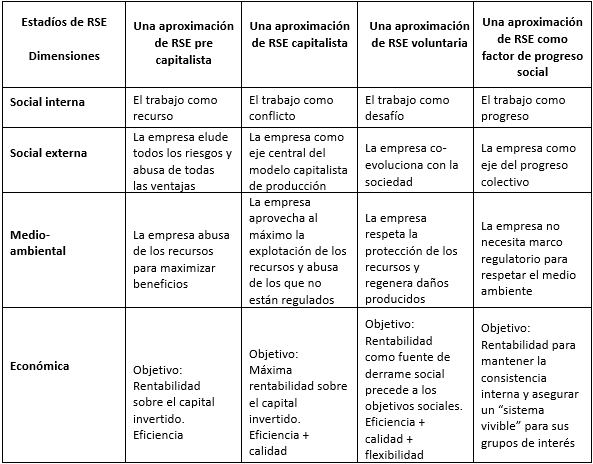 Estadíos de RSE
Dimensiones
Una aproximación
de RSE pre
capitalista
Una aproximación
de RSE capitalista
Una aproximación
de RSE voluntaria
Una aproximación
de RSE como
factor de progreso
social
Social interna
El trabajo como
recurso
El trabajo como
conflicto
El trabajo como
desafío
El trabajo como
progreso
Social externa
La empresa elude
todos los riesgos y
abusa de todas
las ventajas
La empresa como
eje central del
modelo capitalista
de producción
La empresa co-
evoluciona con la
sociedad
La empresa como
eje del progreso
colectivo
Medio-
ambiental
La empresa abusa
de los recursos
para maximizar
beneficios
La empresa
aprovecha al
máximo la
explotación de los
recursos y abusa
de los que no
están regulados
La empresa
respeta la
protección de los
recursos y
regenera daños
producidos
La empresa no
necesita marco
regulatorio para
respetar el medio
ambiente
Económica
Objetivo:
Rentabilidad
sobre el capital
invertido.
Eficiencia
Objetivo:
Máxima
rentabilidad sobre
el capital
invertido.
Eficiencia +
calidad
Objetivo:
Rentabilidad
como fuente de
derrame social
precede a los
objetivos sociales.
Eficiencia +
calidad +
flexibilidad
Objetivo:
Rentabilidad para
mantener la
consistencia
interna y asegurar
un “sistema
vivible” para sus
grupos de interés